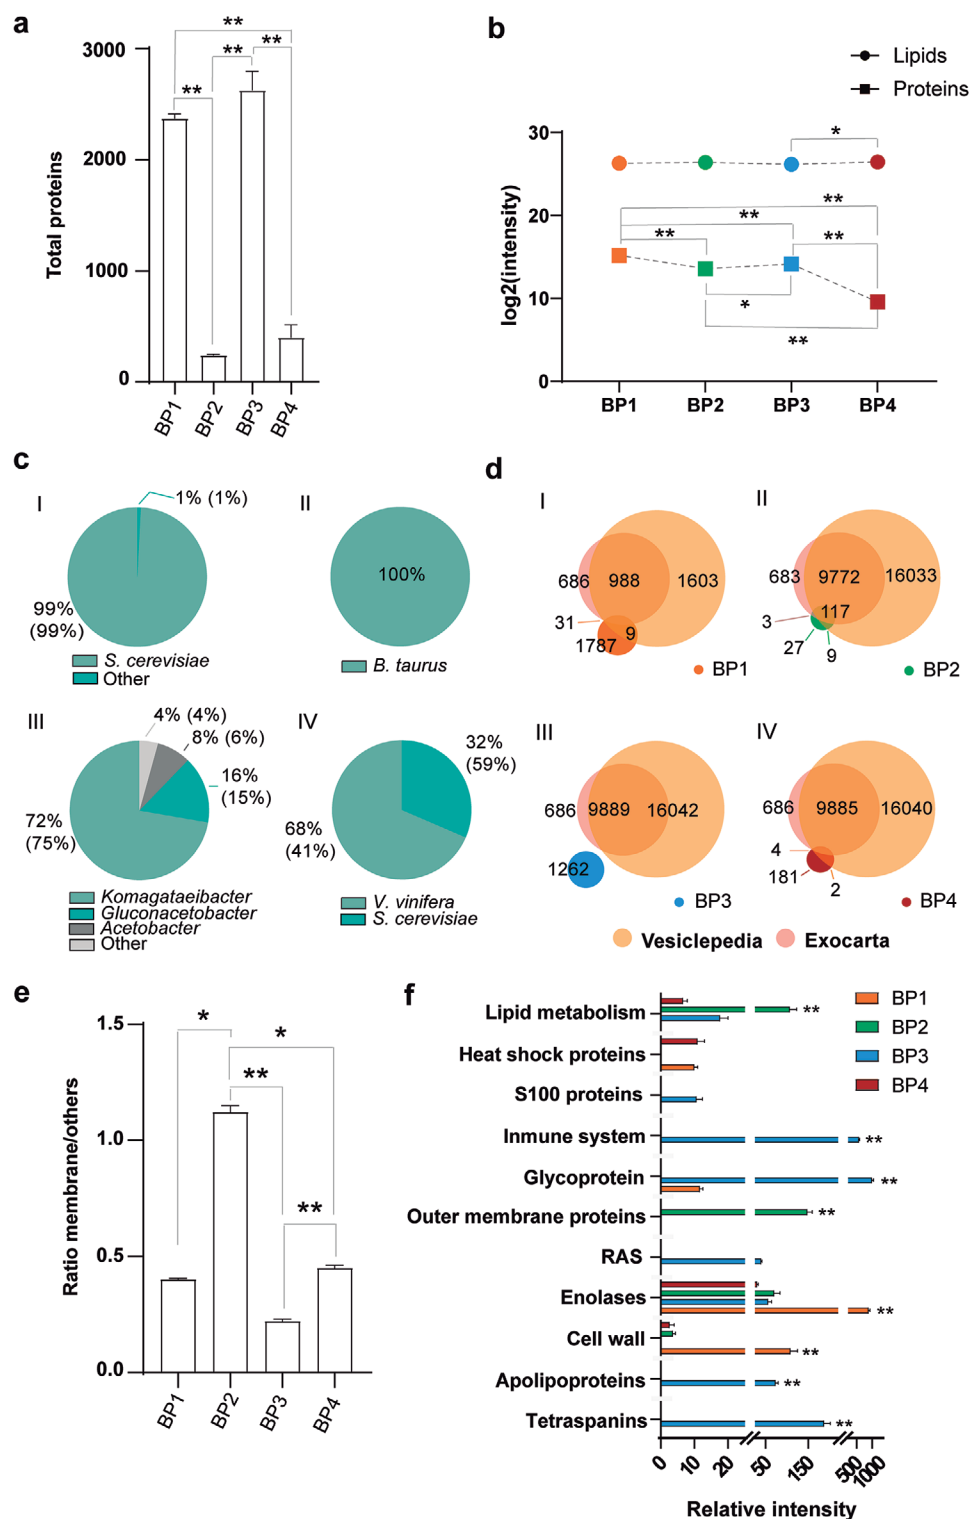 a
**
**
**
**
3000
2000
1000
0
Total proteins
BP1
BP2
BP3
BP4
b
Lipids
Proteins
30
20
10
0
log2(intensity)
*
**
**
**
**
*
**
BP1
BP2
BP3
BP4
c
I
1% (1%)
99%
(99%)
S. cerevisiae
Other
II
100%
B. taurus
III
4% (4%)
8% (6%)
16%
(15%)
72%
(75%)
Komagataeibacter
Gluconacetobacter
Acetobacter
Other
IV
32%
(59%)
68%
(41%)
V. vinifera
S. cerevisiae
d
I
686
988
1603
31
1787
9
BP1
II
683
9772
16033
117
3
27
9
BP2
III
686
9889
16042
1262
BP3
IV
686
9885
16040
4
181
2
BP4
Vesiclepedia
Exocarta
e
1.5
1.0
0.5
0.0
Ratio membrane/others
*
*
**
**
BP1
BP2
BP3
BP4
f
BP1
BP2
BP3
BP4
Lipid metabolism
**
Heat shock proteins
S100 proteins
Inmune system
**
Glycoprotein
**
Outer membrane proteins
**
RAS
Enolases
**
Cell wall
**
Apolipoproteins
**
Tetraspanins
**
0
10
20
50
150
500
1000
Relative intensity